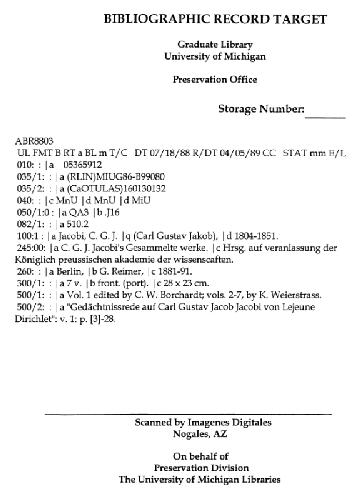 BIBLIOGRAPHIC RECORD TARGET
Graduate Library
University of Michigan
Preservation Office
Storage Number:
ABR8803
UL FMT B RT a BL m T/C DT 07/18/88 R/DT 04/05/89 CC STAT mm E/L
010: : |a 05365912
035/1: : |a (RLIN)MIUG86-B99080
035/2: : |a (CaOTULAS)160130132
040: : |c MnU |d MnU |d MiU
050/1:0 : |a QA3 |b .J16
082/1: : |a 510.2
100:1 : |a Jacobi, C. G. J. |q (Carl Gustav Jakob), |d 1804-1851.
245:00: |a C. G. J. Jacobi's Gesammelte werke. |c Hrsg. auf veranlassung der
Königlich preussischen akademie der wissenscaften.
260: : |a Berlin, |b G. Reimer, |c 1881-91.
300/1: : |a 7 v. |b front. (port). |c 28 x 23 cm.
500/1: : |a Vol. 1 edited by C. W. Borchardt; vols. 2-7, by K. Weierstrass.
500/2: : |a "Gedächtnissrede auf Carl Gustav Jacob Jacobi von Lejeune
Dirichlet": v. 1: p. [3]-28.
Scanned by Imagenes Digitales
Nogales, AZ
On behalf of
Preservation Division
The University of Michigan Libraries